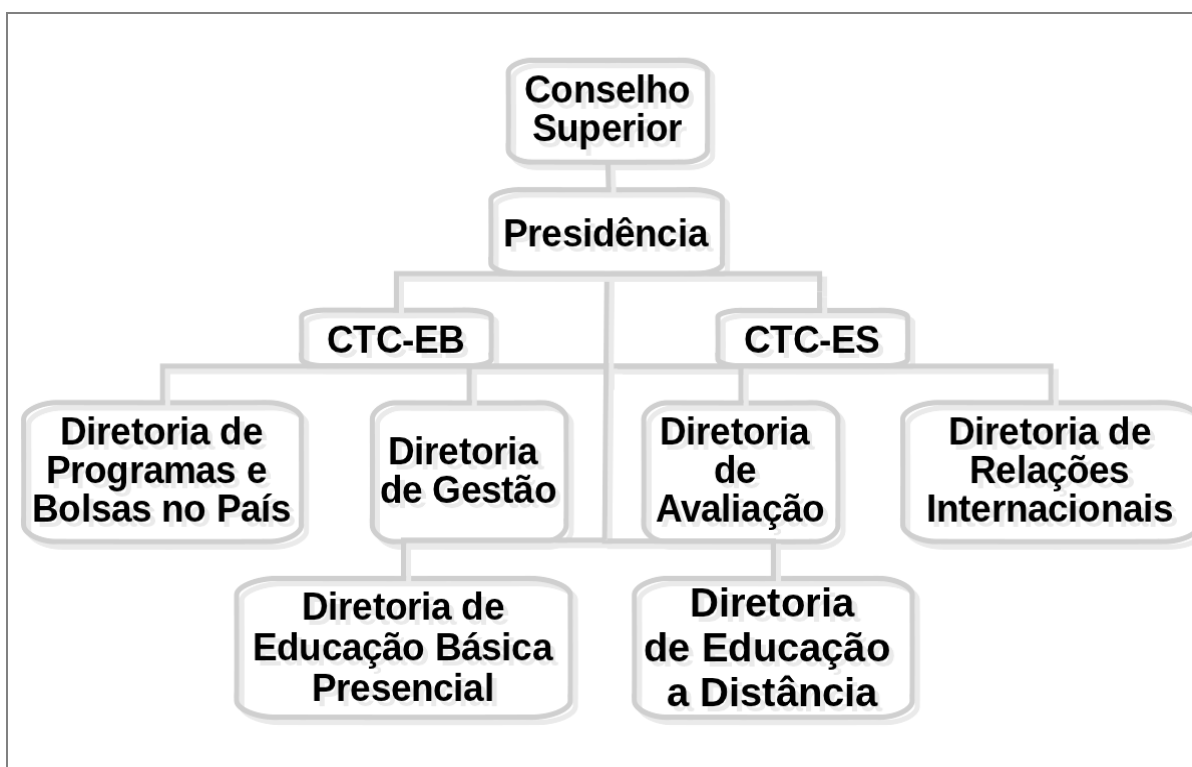 Conselho
Superior
Presidência
CTC-EB
CTC-ES
Diretoria de
Programas e
Bolsas no País
Diretoria
de Gestão
Diretoria
de
Avaliação
Diretoria de
Relações
Internacionais
Diretoria de
Educação Básica
Presencial
Diretoria
de Educação
a Distância